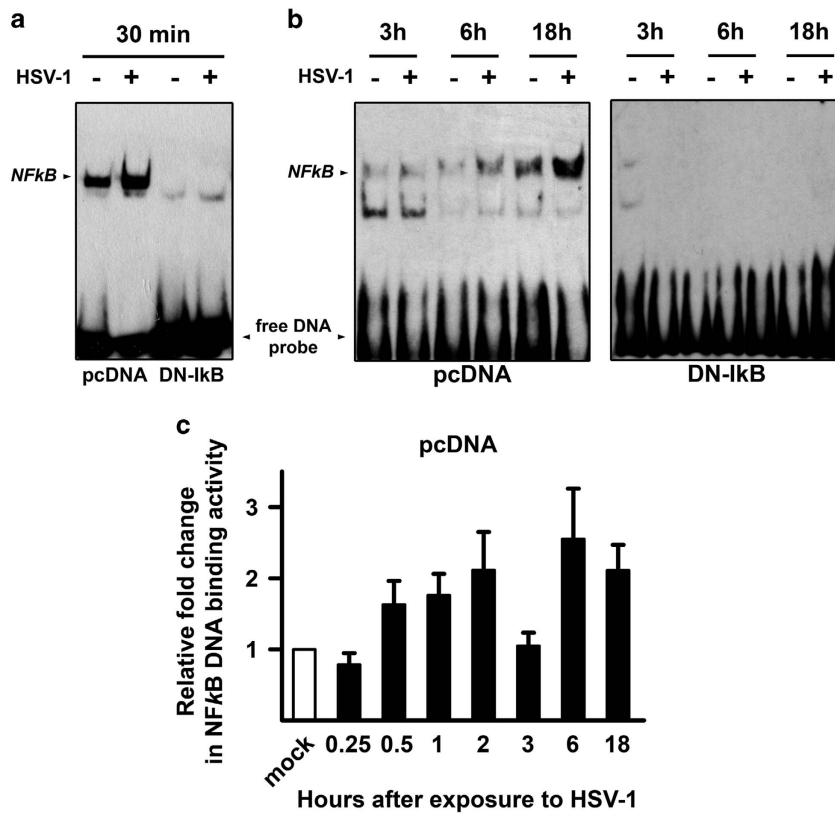 a
30 min
HSV-1 - + - +
NFkB
pcDNA DN-IkB
free DNA
probe
b
3h 6h 18h 3h 6h 18h
HSV-1 - + - + - + - + - + - +
NFkB
pcDNA DN-IkB
c
pcDNA
Relative fold change
in NFkB DNA binding activity
3
2
1
mock 0.25 0.5 1 2 3 6 18
Hours after exposure to HSV-1